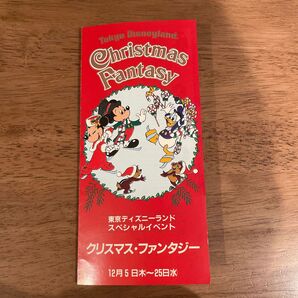 Tokyo Disneyland.
Christmas
Fantasy
東京ディズニーランド
スペシャルイベント
クリスマス・ファンタジー
12月5日木〜25日水